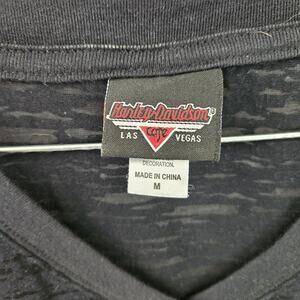 Harley-Davidson®
Cafe
LAS VEGAS
DECORATION.
MADE IN CHINA
M